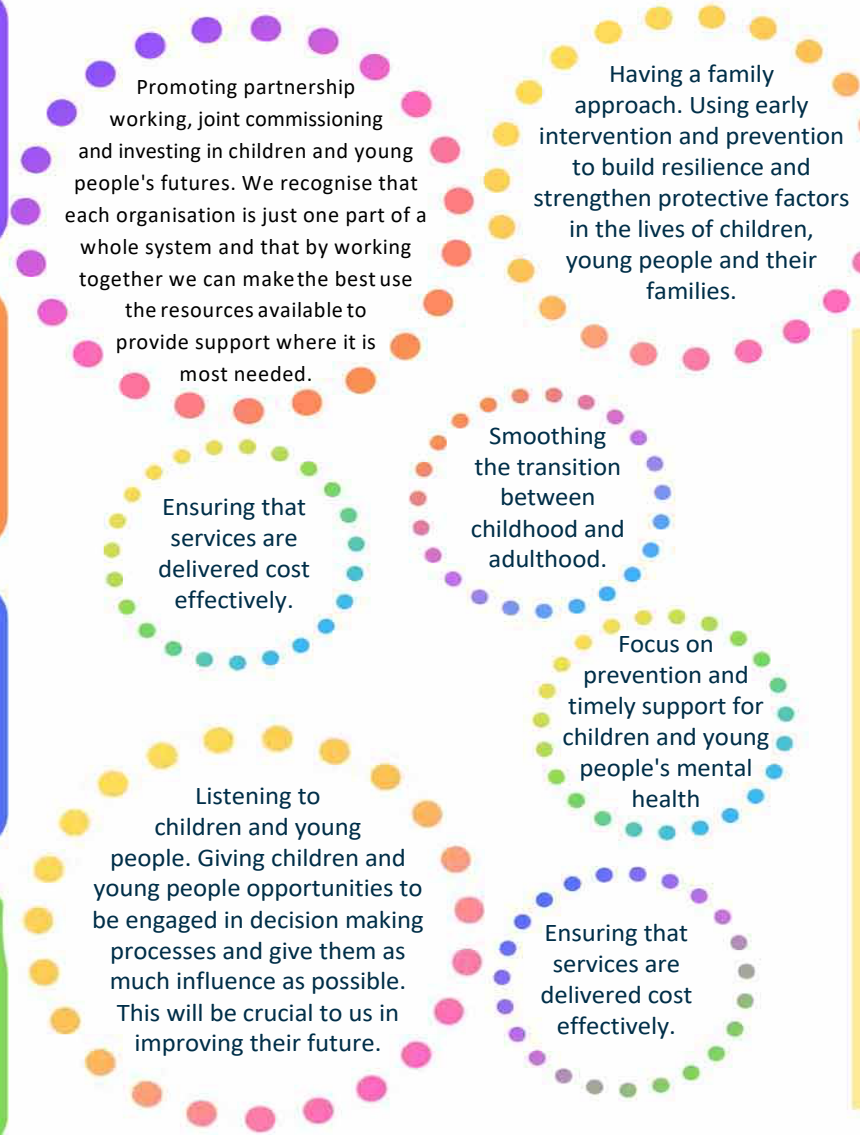 Promoting partnership
working, joint commissioning
and investing in children and young
people's futures. We recognise that
each organisation is just one part of a
whole system and that by working
together we can make the best use
the resources available to
provide support where it is
most needed.
Having a family
approach. Using early
intervention and prevention
to build resilience and
strengthen protective factors
in the lives of children,
young people and their
families.
Smoothing
the transition
between
childhood and
adulthood.
Ensuring that
services are
delivered cost
effectively.
Focus on
prevention and
timely support for
children and young
people's mental
health
Listening to
children and young
people. Giving children and
young people opportunities to
be engaged in decision making
processes and give them as
much influence as possible.
This will be crucial to us in
improving their future.
Ensuring that
services are
delivered cost
effectively.